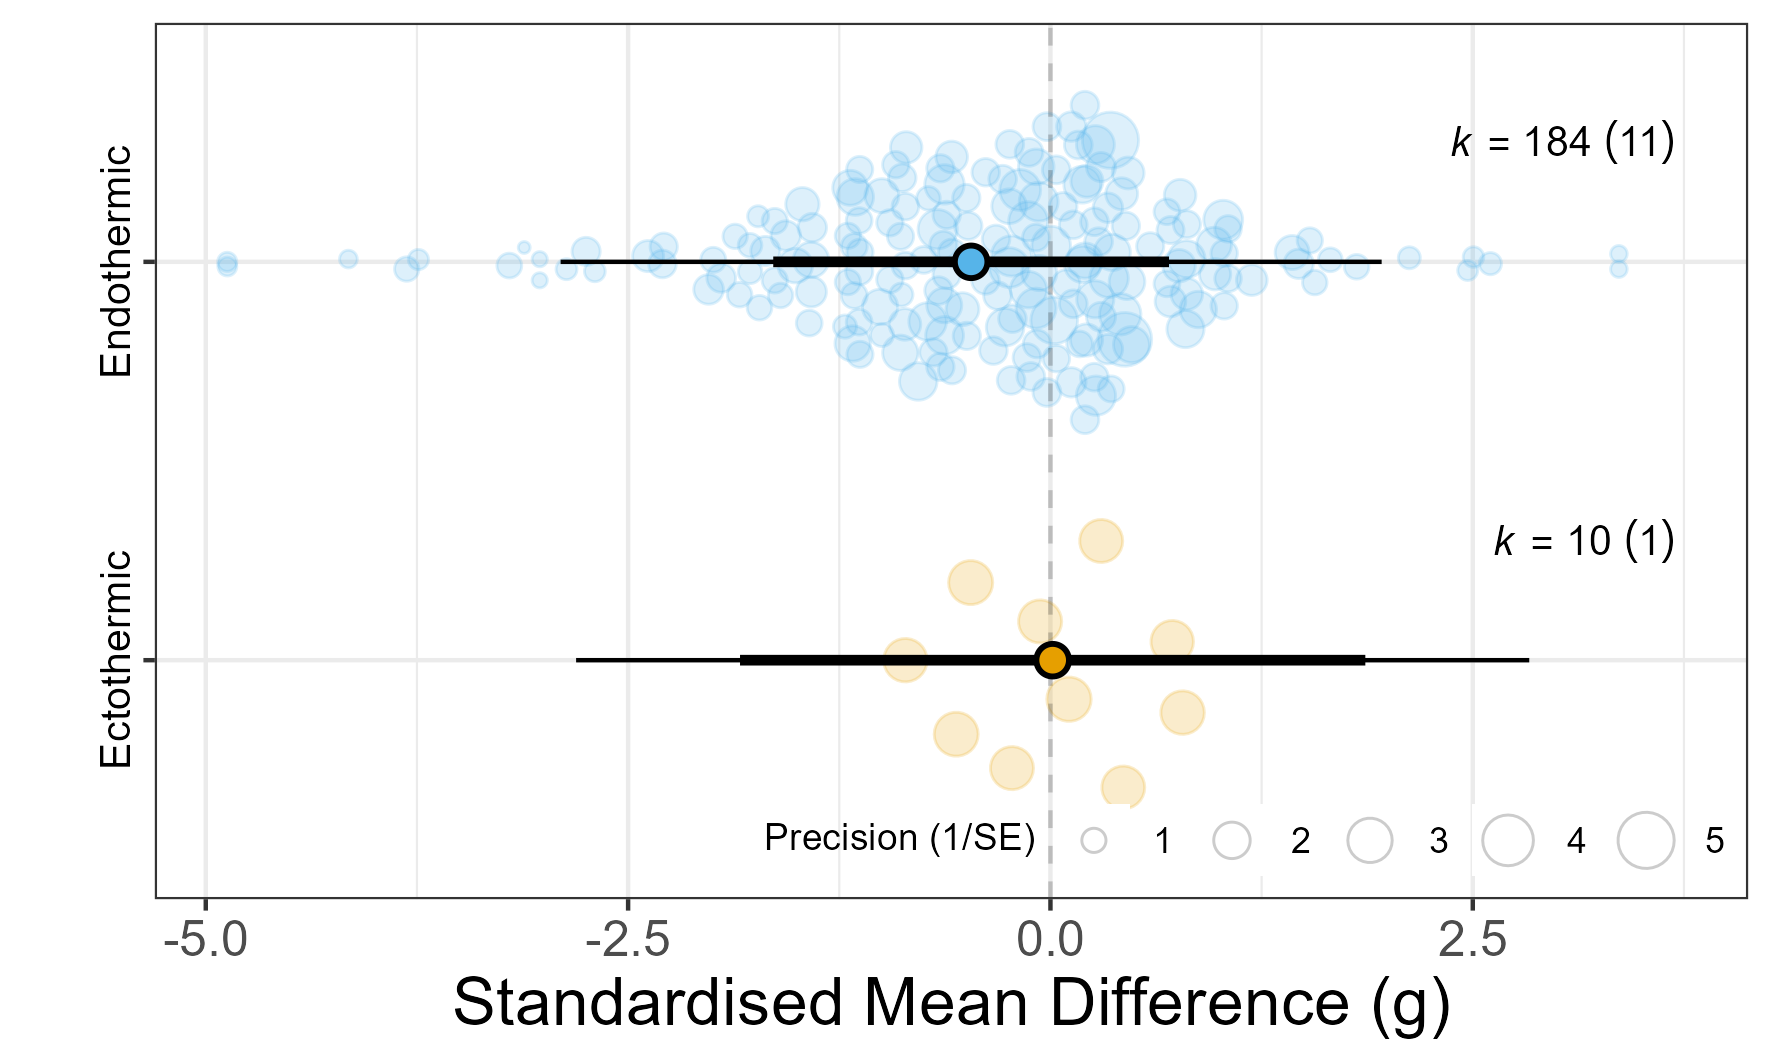 Endothermic
k = 184 (11)
Ectothermic
k = 10 (1)
Precision (1/SE) 1 2 3 4 5
-5.0 -2.5 0.0 2.5
Standardised Mean Difference (g)